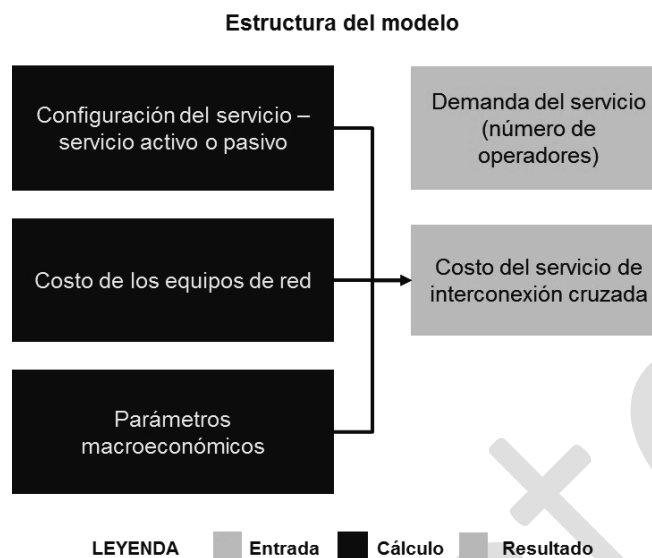 Estructura del modelo
Configuración del servicio –
servicio activo o pasivo
Demanda del servicio
(número de
operadores)
Costo de los equipos de red
Costo del servicio de
interconexión cruzada
Parámetros
macroeconómicos
LEYENDA Entrada Cálculo Resultado